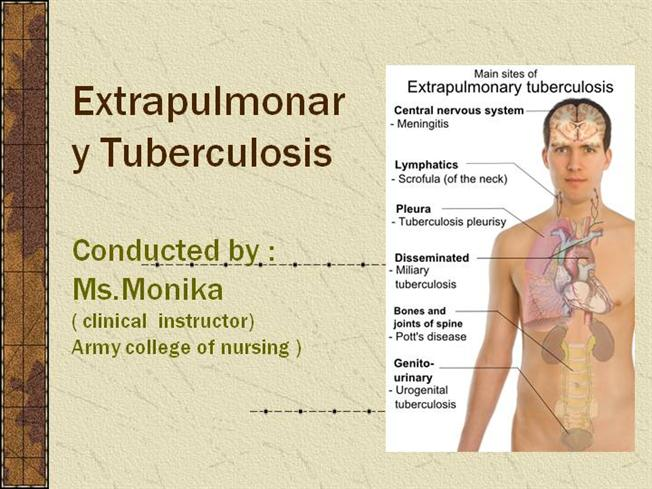 Extrapulmonar
y Tuberculosis
Conducted by :
Ms.Monika
( clinical instructor)
Army college of nursing )
Main sites of
Extrapulmonary tuberculosis
Central nervous system
- Meningitis
Lymphatics
- Scrofula (of the neck)
Pleura
- Tuberculosis pleurisy
Disseminated
- Miliary
tuberculosis
Bones and
joints of spine
- Pott's disease
Genito-
urinary
- Urogenital
tuberculosis